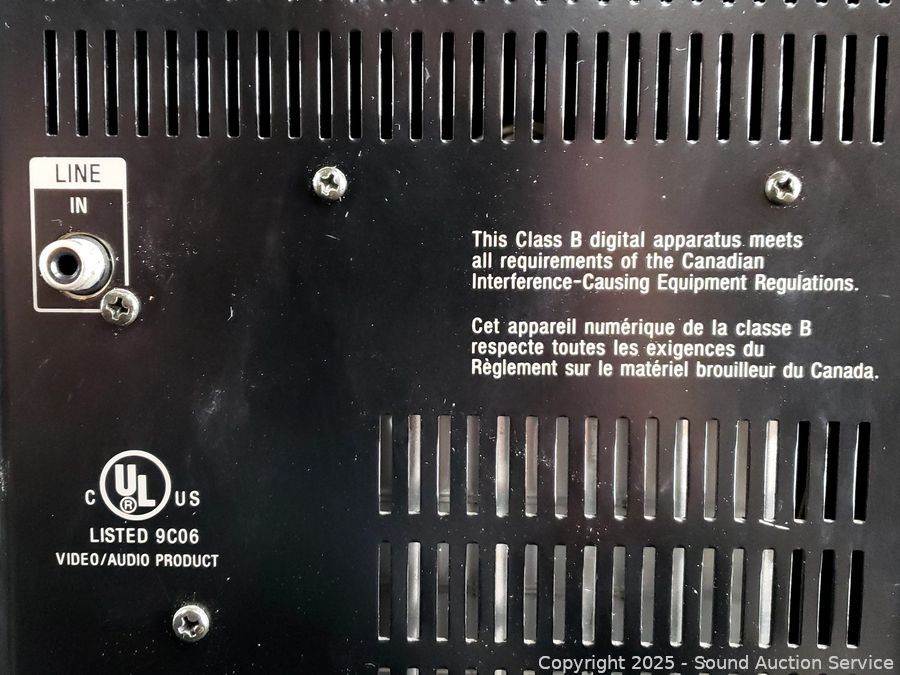 LINE
IN
This Class B digital apparatus meets
all requirements of the Canadian
Interference-Causing Equipment Regulations.
Cet appareil numérique de la classe B
respecte toutes les exigences du
Règlement sur le matériel brouilleur du Canada.
C UL® US
LISTED 9C06
VIDEO/AUDIO PRODUCT
Copyright 2025 - Sound Auction Service